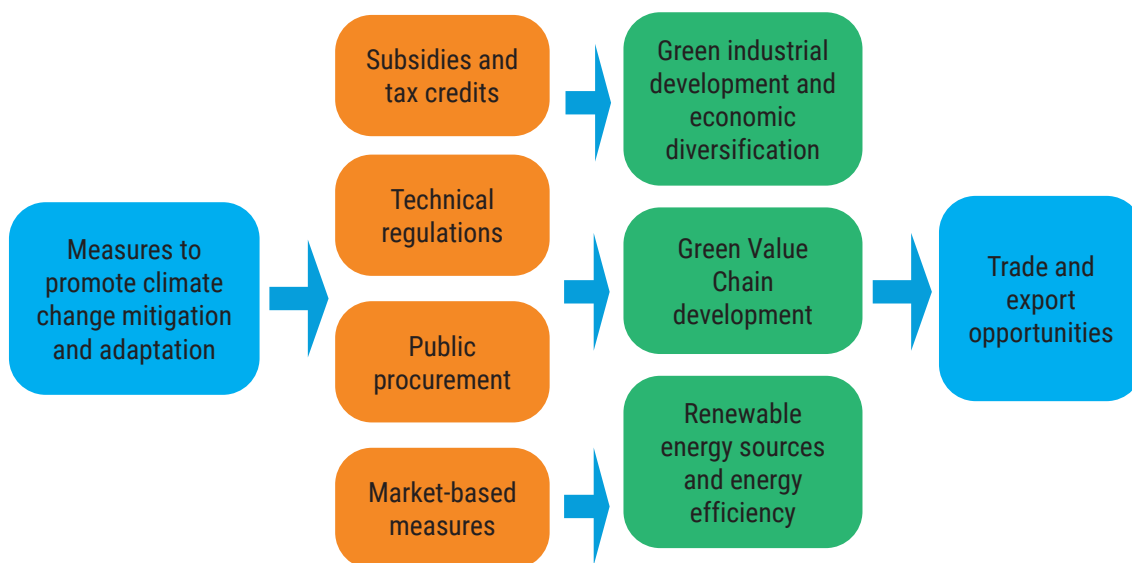 Measures to
promote climate
change mitigation
and adaptation
Subsidies and
tax credits
Technical
regulations
Public
procurement
Market-based
measures
Green industrial
development and
economic
diversification
Green Value
Chain
development
Renewable
energy sources
and energy
efficiency
Trade and
export
opportunities